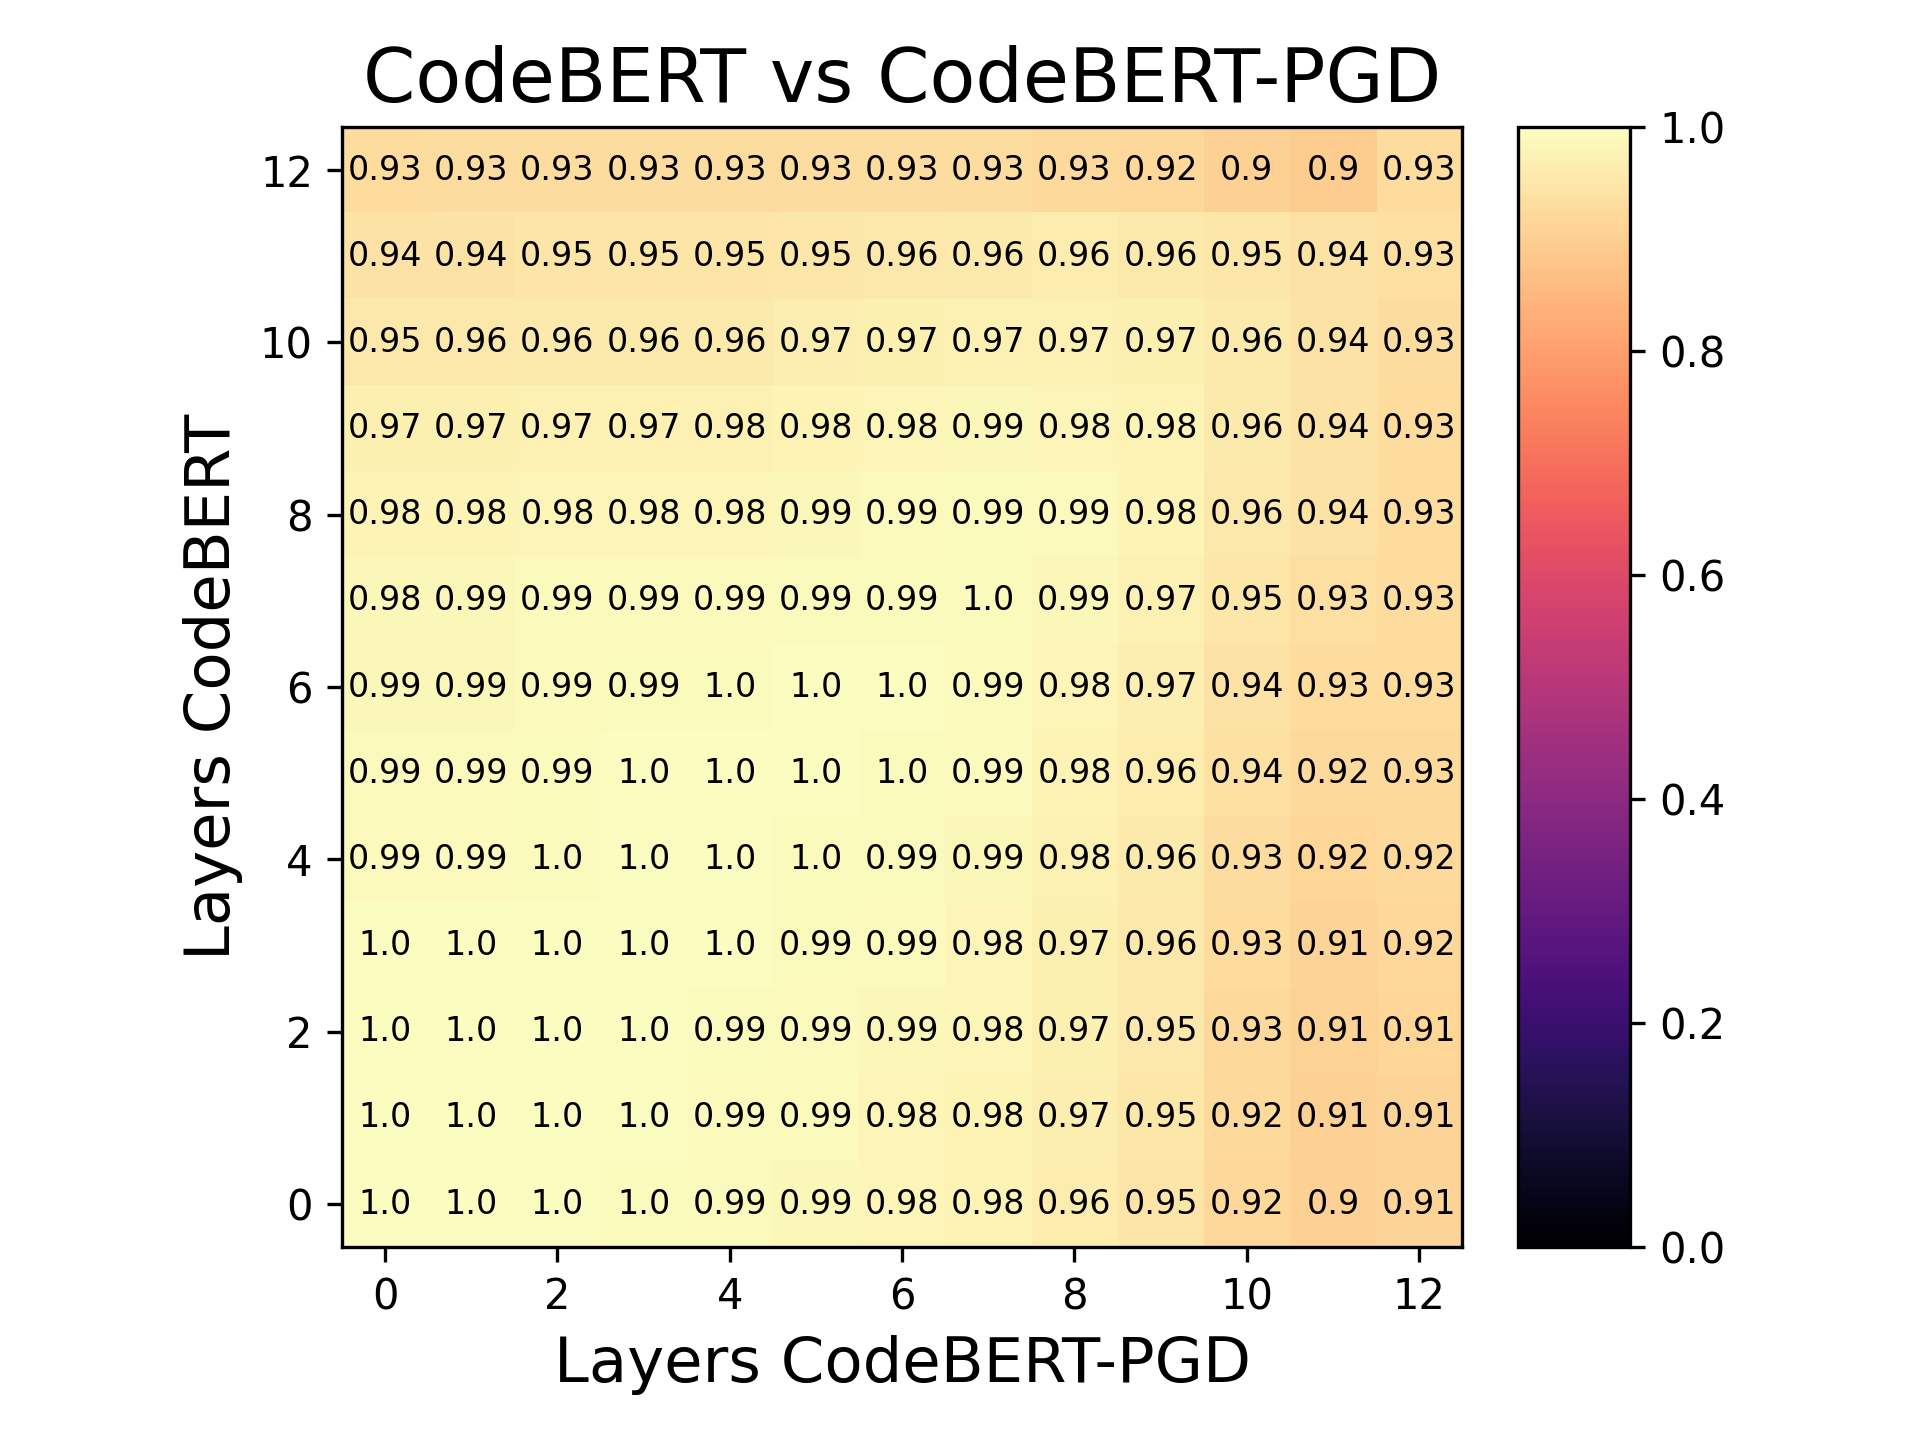 CodeBERT vs CodeBERT-PGD
12 0.93 0.93 0.93 0.93 0.93 0.93 0.93 0.93 0.93 0.92 0.9 0.9 0.93
0.94 0.94 0.95 0.95 0.95 0.95 0.96 0.96 0.96 0.96 0.95 0.94 0.93
10 0.95 0.96 0.96 0.96 0.96 0.97 0.97 0.97 0.97 0.97 0.96 0.94 0.93
0.97 0.97 0.97 0.97 0.98 0.98 0.98 0.99 0.98 0.98 0.96 0.94 0.93
8 0.98 0.98 0.98 0.98 0.98 0.99 0.99 0.99 0.99 0.98 0.96 0.94 0.93
0.98 0.99 0.99 0.99 0.99 0.99 0.99 1.0 0.99 0.97 0.95 0.93 0.93
6 0.99 0.99 0.99 0.99 1.0 1.0 1.0 0.99 0.98 0.97 0.94 0.93 0.93
0.99 0.99 0.99 1.0 1.0 1.0 1.0 0.99 0.98 0.96 0.94 0.92 0.93
4 0.99 0.99 1.0 1.0 1.0 1.0 0.99 0.99 0.98 0.96 0.93 0.92 0.92
1.0 1.0 1.0 1.0 1.0 0.99 0.99 0.98 0.97 0.96 0.93 0.91 0.92
2 1.0 1.0 1.0 1.0 0.99 0.99 0.99 0.98 0.97 0.95 0.93 0.91 0.91
1.0 1.0 1.0 1.0 0.99 0.99 0.98 0.98 0.97 0.95 0.92 0.91 0.91
0 1.0 1.0 1.0 1.0 0.99 0.99 0.98 0.98 0.96 0.95 0.92 0.9 0.91
0 2 4 6 8 10 12
Layers CodeBERT-PGD
Layers CodeBERT
1.0
0.8
0.6
0.4
0.2
0.0